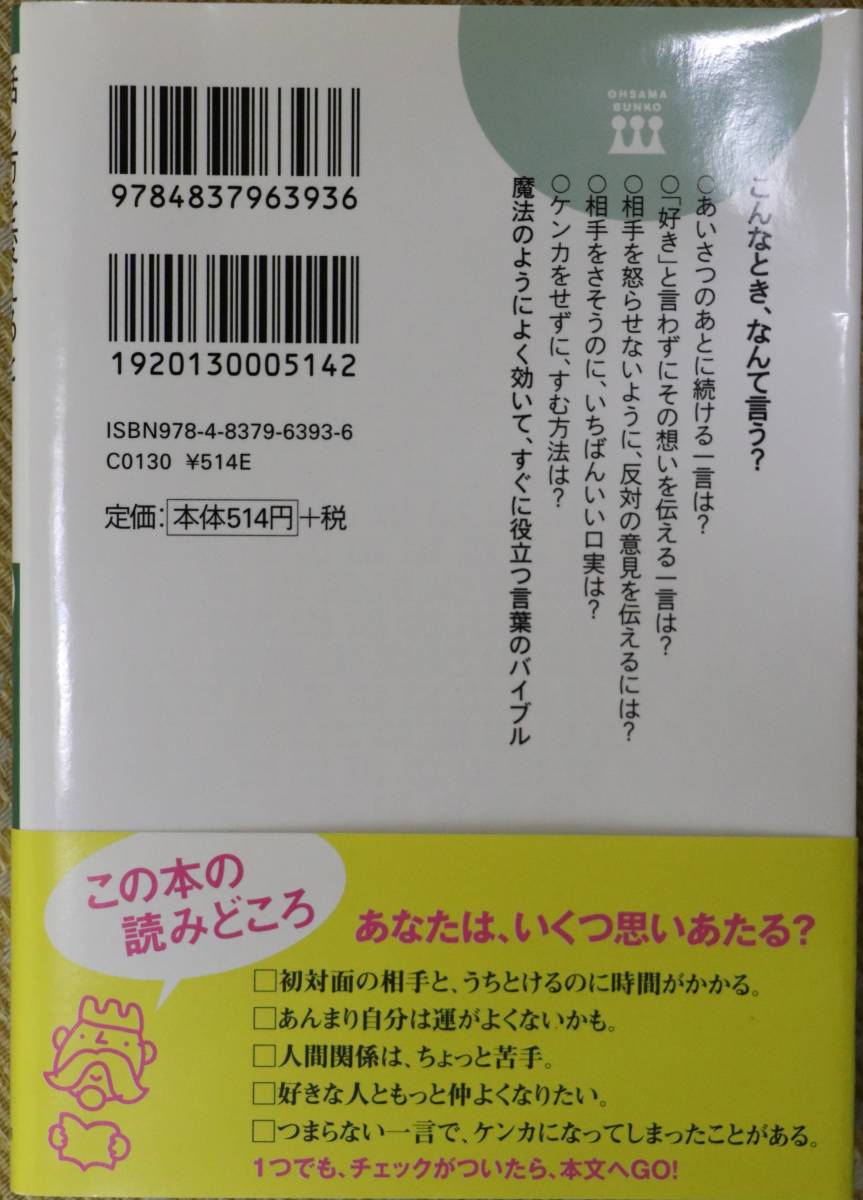 OHSAMA
BUNKO
こんなとき、なんて言う?
○あいさつのあとに続ける一言は?
○「好き」と言わずにその想いを伝える一言は?
○相手を怒らせないように、反対の意見を伝えるには?
○相手をさそうのに、いちばんいい口実は?
○ケンカをせずに、すむ方法は?
魔法のようによく効いて、すぐに役立つ言葉のバイブル
9784837963936
1920130005142
ISBN978-4-8379-6393-6
C0130 ¥514E
定価:本体514円+税
この本の
読みどころ
あなたは、いくつ思いあたる?
□初対面の相手と、うちとけるのに時間がかかる。
□あんまり自分は運がよくないかも。
□人間関係は、ちょっと苦手。
□好きな人ともっと仲よくなりたい。
□つまらない一言で、ケンカになってしまったことがある。
1つでも、チェックがついたら、本文へGO!